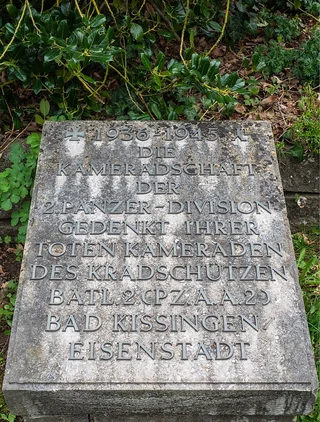 ✠ 1936-1945 ✠
DIE
KAMERADSCHAFT
DER
2.PANZER-DIVISION
GEDENKT IHRER
TOTEN KAMERADEN
DES KRADSCHÜTZEN
BATL.2 (PZ.A.A.2)
BAD KISSINGEN/
EISENSTADT